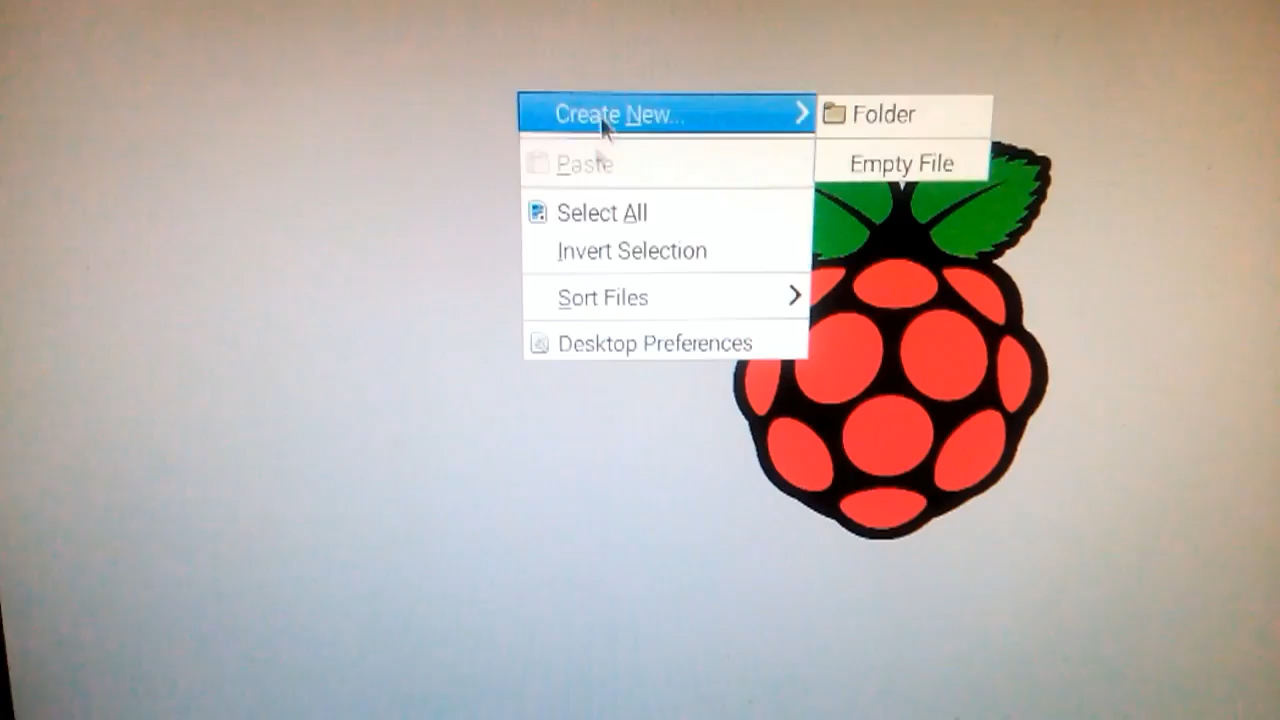 Create New...
Folder
Paste
Empty File
Select All
Invert Selection
Sort Files
Desktop Preferences